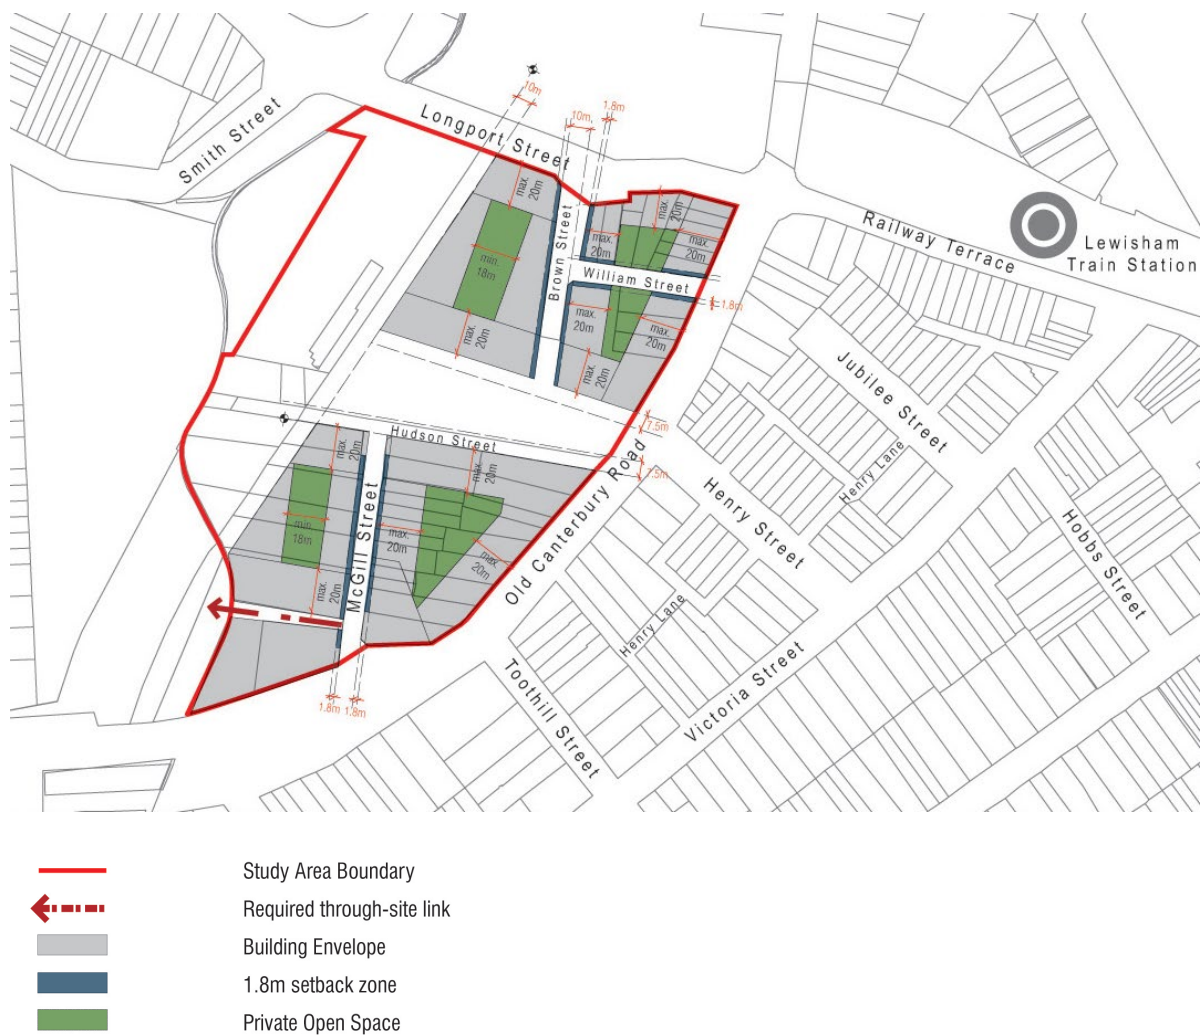 10m
1.8m
10m,
Longport Street
Smith Street
max.
20m
max.
20m
Railway Terrace
Lewisham
Train Station
Brown Street
max.
20m
max.
20m
min.
18m
William Street
1.8m
max.
20m
max.
20m
max.
20m
max.
20m
Jubilee Street
7.5m
Hudson Street
7.5m
max.
20m
max.
20m
Henry Lane
Henry Street
Old Canterbury Road
Hobbs Street
min.
18m
McGill Street
max.
20m
max.
20m
max.
20m
Henry Lane
Toothill Street
Victoria Street
1.8m
1.8m
Study Area Boundary
Required through-site link
Building Envelope
1.8m setback zone
Private Open Space